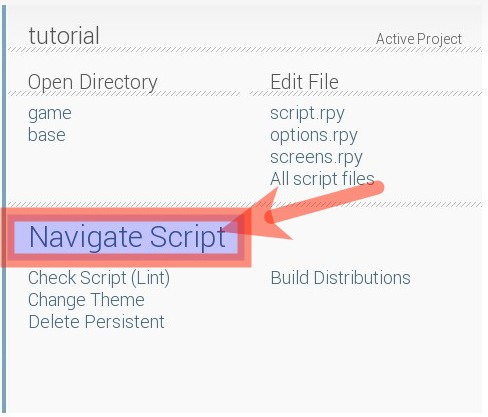 tutorial
Active Project
Open Directory
game
base
Edit File
script.rpy
options.rpy
screens.rpy
All script files
Navigate Script
Check Script (Lint)
Change Theme
Delete Persistent
Build Distributions